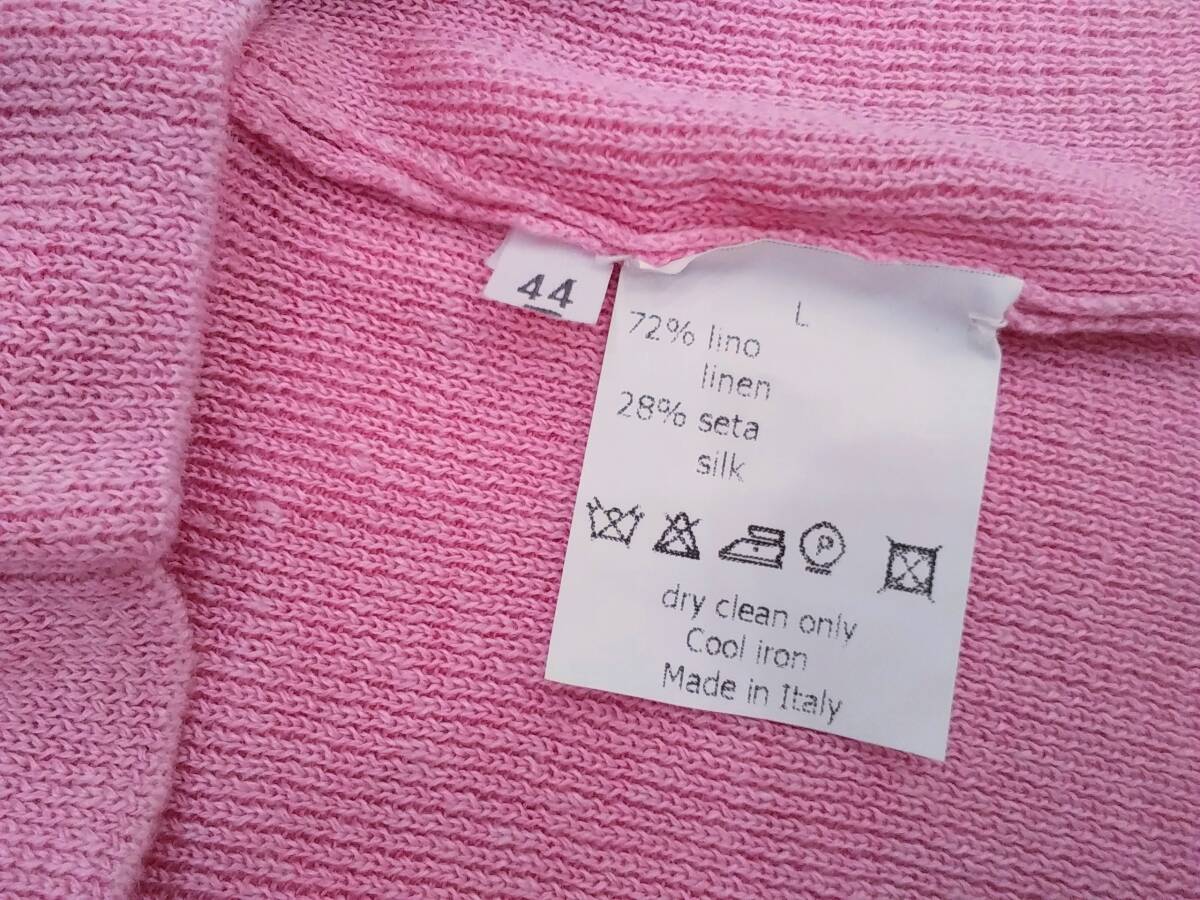 44
L
72% lino
linen
28% seta
silk
P
dry clean only
Cool iron
Made in Italy